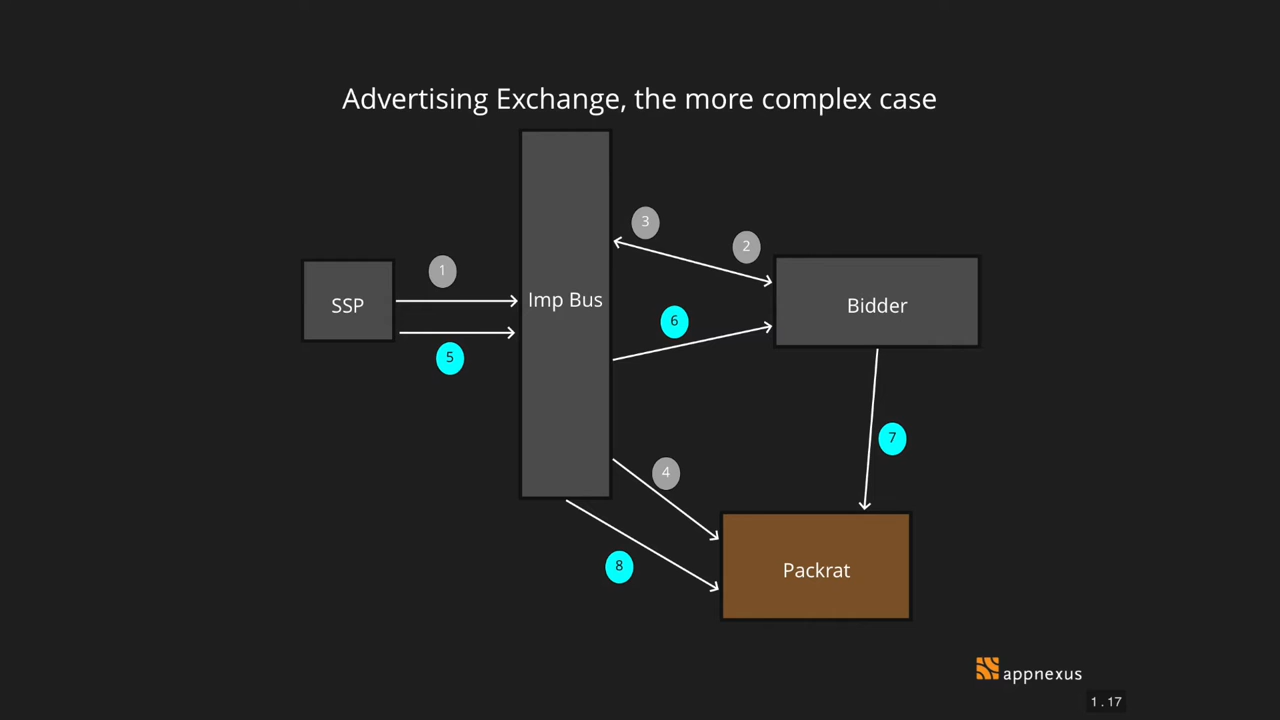 Advertising Exchange, the more complex case
3
2
1
SSP
Imp Bus
Bidder
6
5
7
4
8
Packrat
appnexus
1 . 17